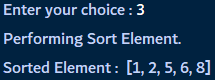 Enter your choice : 3
Performing Sort Element.
Sorted Element :  [1, 2, 5, 6, 8]